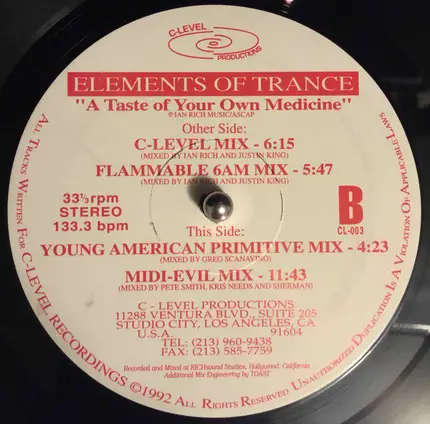 C-LEVEL
PRODUCTIONS
ELEMENTS OF TRANCE
"A Taste of Your Own Medicine"
℗IAN RICH MUSIC/ASCAP
Other Side:
C-LEVEL MIX - 6:15
(MIXED BY IAN RICH AND JUSTIN KING)
FLAMMABLE 6AM MIX - 5:47
(MIXED BY IAN RICH AND JUSTIN KING)
33⅓ rpm
STEREO
133.3 bpm
B
CL-003
This Side:
YOUNG AMERICAN PRIMITIVE MIX - 4:23
(MIXED BY GREG SCANAVINO)
MIDI-EVIL MIX - 11:43
(MIXED BY PETE SMITH, KRIS NEEDS AND SHERMAN)
C - LEVEL PRODUCTIONS
11288 VENTURA BLVD., SUITE 205
STUDIO CITY, LOS ANGELES, CA
U.S.A. 91604
TEL: (213) 960-9438
FAX: (213) 585-7759
Recorded and Mixed at RICHsound Studios, Hollywood, California
Additional Mix Engineering by TOAST
ALL TRACKS WRITTEN FOR C-LEVEL RECORDINGS ©1992 ALL RIGHTS RESERVED UNAUTHORIZED DUPLICATION IS A VIOLATION OF APPLICABLE LAWS